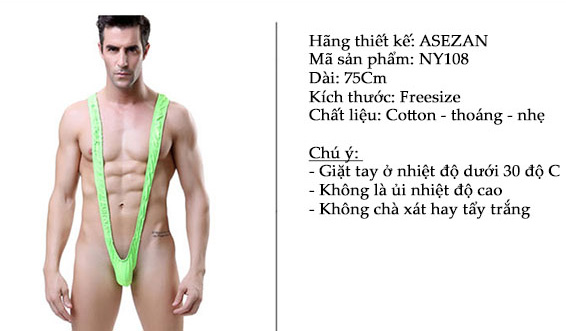 Hãng thiết kế: ASEZAN
Mã sản phẩm: NY108
Dài: 75Cm
Kích thước: Freesize
Chất liệu: Cotton - thoáng - nhẹ
Chú ý:
- Giặt tay ở nhiệt độ dưới 30 độ C
- Không là ủi nhiệt độ cao
- Không chà xát hay tẩy trắng